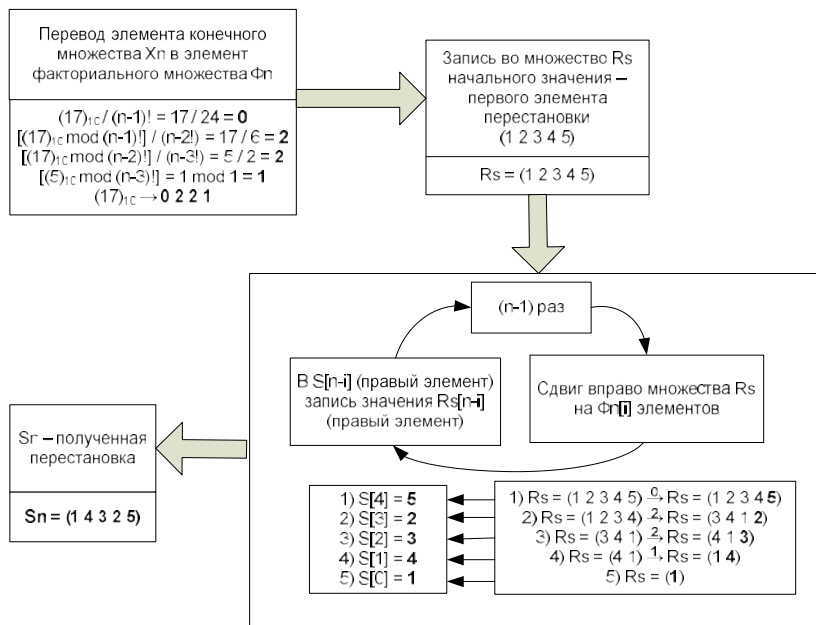 Перевод элемента конечного
множества Xn в элемент
факториального множества Фn
(17)₁₀ / (n-1)! = 17 / 24 = 0
[(17)₁₀ mod (n-1)!] / (n-2!) = 17 / 6 = 2
[(17)₁₀ mod (n-2)!] / (n-3!) = 5 / 2 = 2
[(5)₁₀ mod (n-3)!] = 1 mod 1 = 1
(17)₁₀ → 0 2 2 1
Запись во множество Rs
начального значения –
первого элемента
перестановки
(1 2 3 4 5)
Rs = (1 2 3 4 5)
(n-1) раз
В S[n-i] (правый элемент)
запись значения Rs[n-i]
(правый элемент)
Сдвиг вправо множества Rs
на Фn[i] элементов
Sn – полученная
перестановка
Sn = (1 4 3 2 5)
1) S[4] = 5
2) S[3] = 2
3) S[2] = 3
4) S[1] = 4
5) S[0] = 1
1) Rs = (1 2 3 4 5) 0→ Rs = (1 2 3 4 5)
2) Rs = (1 2 3 4) 2→ Rs = (3 4 1 2)
3) Rs = (3 4 1) 2→ Rs = (4 1 3)
4) Rs = (4 1) 1→ Rs = (1 4)
5) Rs = (1)